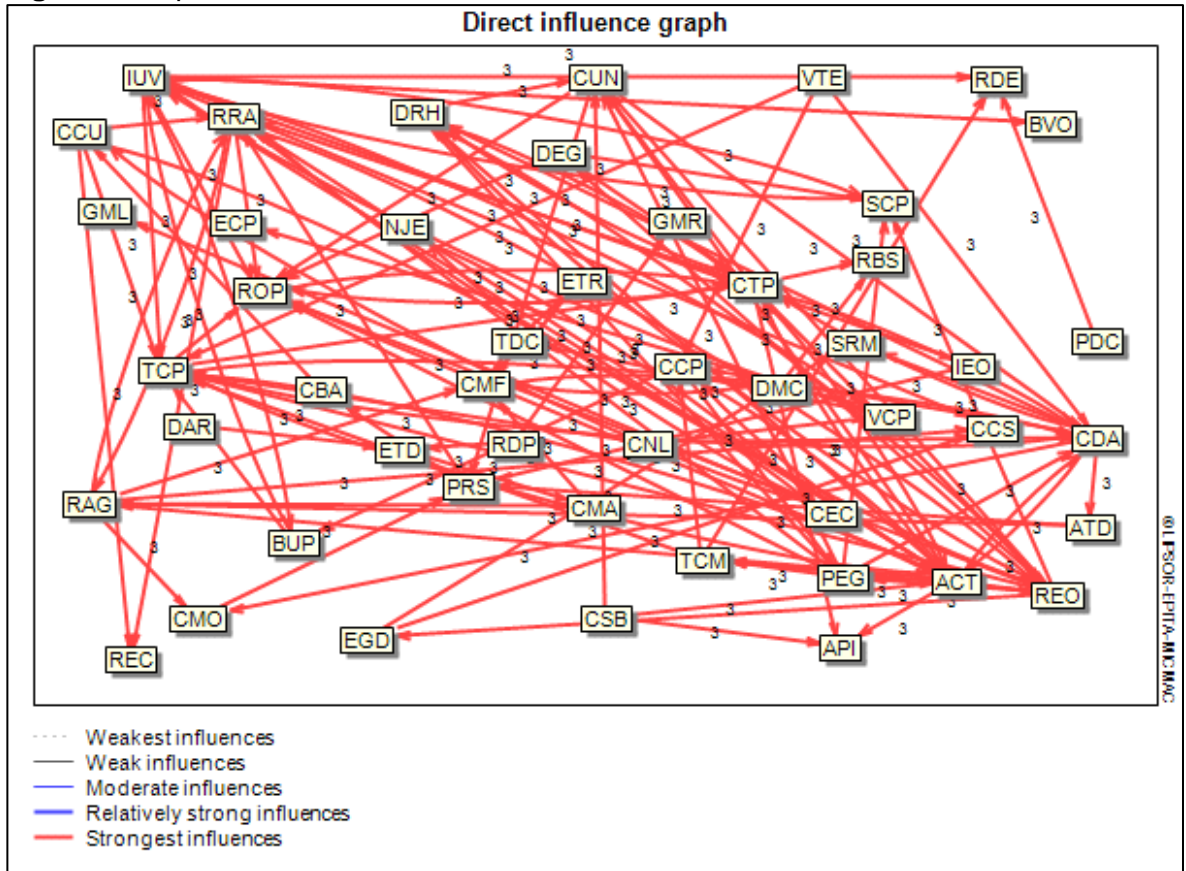 Direct influence graph
IUV
CUN
VTE
RDE
RRA
DRH
BVO
CCU
DEG
GML
ECP
NJE
GMR
SCP
RBS
ROP
ETR
CTP
TDC
SRM
PDC
TCP
CBA
CMF
CCP
DMC
IEO
VCP
DAR
ETD
RDP
CNL
CCS
CDA
RAG
PRS
CMA
CEC
ATD
BUP
TCM
PEG
ACT
REO
CMO
CSB
EGD
API
REC
3
© LIPSOR-EPITA-MICMAC
Weakest influences
Weak influences
Moderate influences
Relatively strong influences
Strongest influences